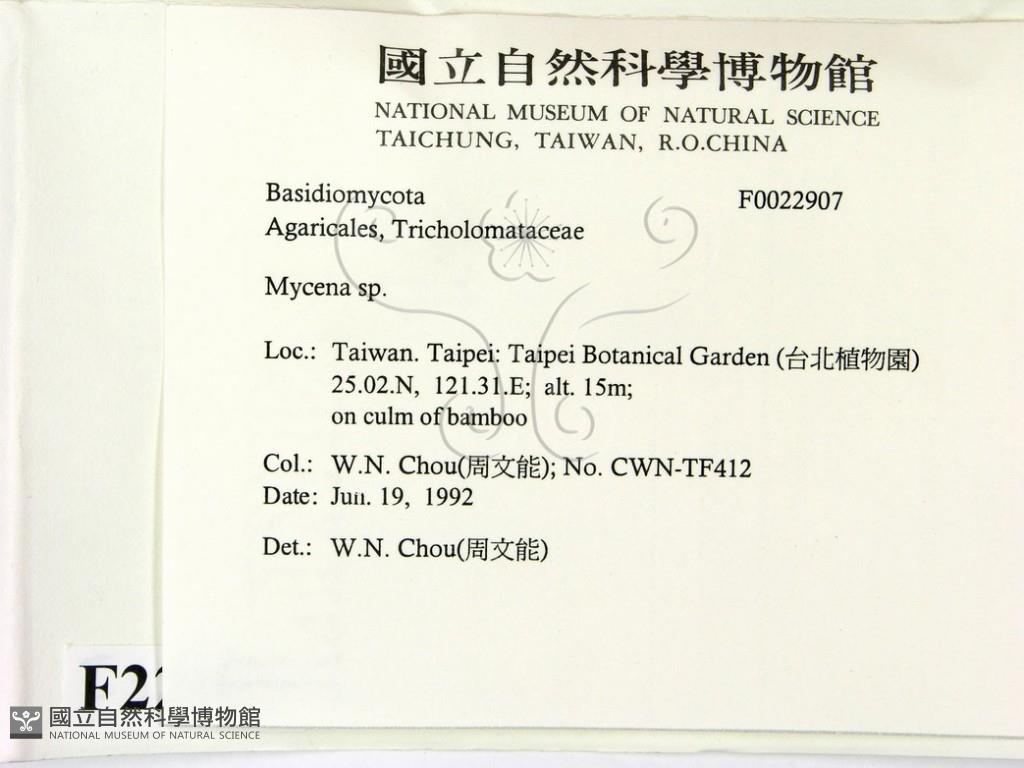 國立自然科學博物館
NATIONAL MUSEUM OF NATURAL SCIENCE
TAICHUNG, TAIWAN, R.O.CHINA
Basidiomycota F0022907
Agaricales, Tricholomataceae
Mycena sp.
Loc.: Taiwan. Taipei: Taipei Botanical Garden (台北植物園)
25.02.N, 121.31.E; alt. 15m;
on culm of bamboo
Col.: W.N. Chou(周文能); No. CWN-TF412
Date: Jun. 19, 1992
Det.: W.N. Chou(周文能)
F22
國立自然科學博物館
NATIONAL MUSEUM OF NATURAL SCIENCE